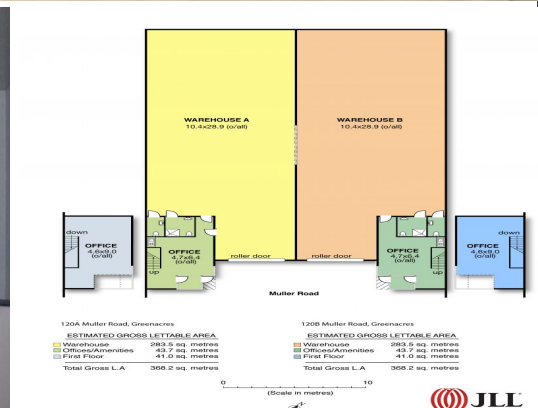 WAREHOUSE A
10.4x28.9 (o/all)
WAREHOUSE B
10.4x28.9 (o/all)
down
OFFICE
4.6x9.0
(o/all)
OFFICE
4.7x6.4
(o/all)
up
roller door
roller door
OFFICE
4.7x6.4
(o/all)
up
down
OFFICE
4.6x9.0
(o/all)
Muller Road
120A Muller Road, Greenacres
ESTIMATED GROSS LETTABLE AREA
Warehouse 283.5 sq. metres
Offices/Amenities 43.7 sq. metres
First Floor 41.0 sq. metres
Total Gross L.A 368.2 sq. metres
120B Muller Road, Greenacres
ESTIMATED GROSS LETTABLE AREA
Warehouse 283.5 sq. metres
Offices/Amenities 43.7 sq. metres
First Floor 41.0 sq. metres
Total Gross L.A 368.2 sq. metres
0 10
(Scale in metres)
JLL